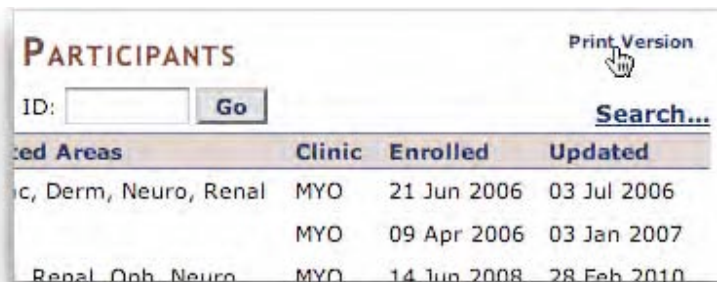 PARTICIPANTS Print Version
ID: Go Search...
ted Areas Clinic Enrolled Updated
c, Derm, Neuro, Renal MYO 21 Jun 2006 03 Jul 2006
MYO 09 Apr 2006 03 Jan 2007
, Renal, Oph, Neuro MYO 14 Jun 2008 28 Feb 2010